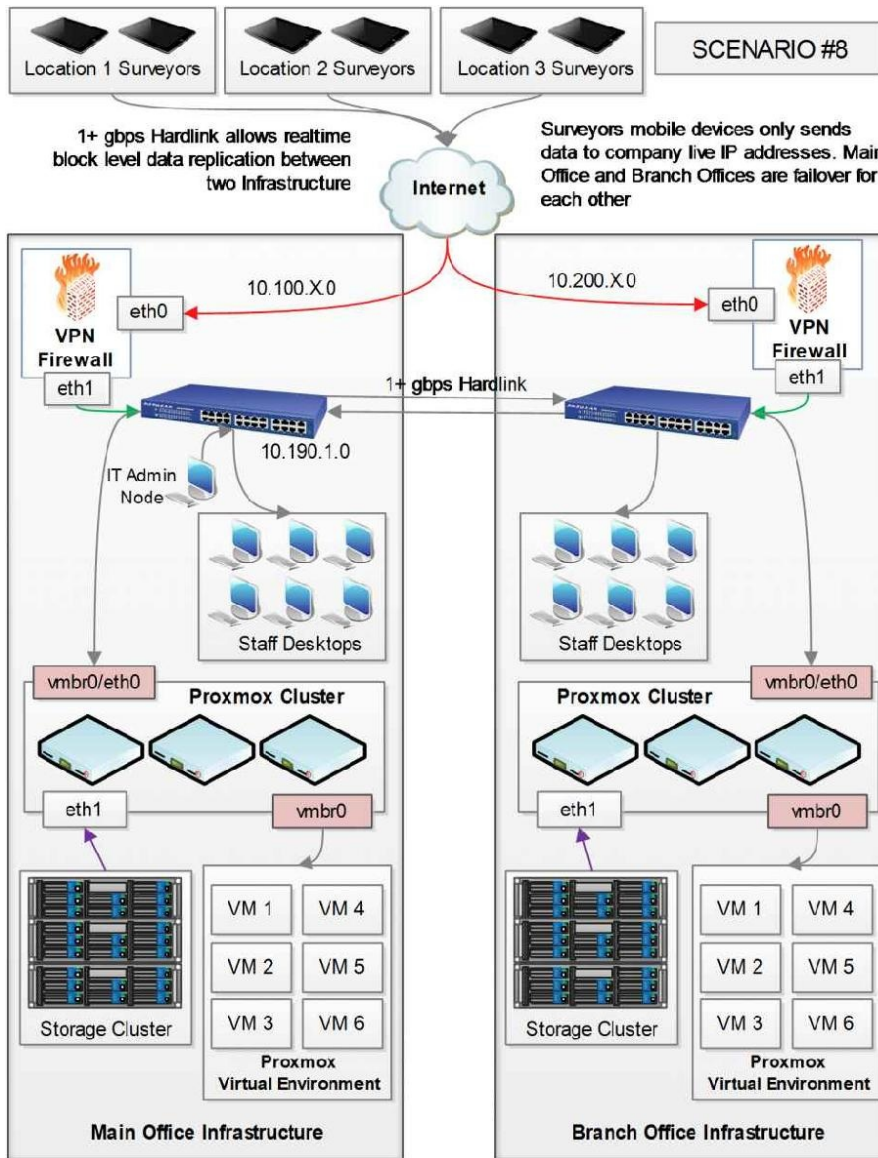 Location 1 Surveyors
Location 2 Surveyors
Location 3 Surveyors
SCENARIO #8
1+ gbps Hardlink allows realtime
block level data replication between
two Infrastructure
Surveyors mobile devices only sends
data to company live IP addresses. Main
Office and Branch Offices are failover for
each other
Internet
VPN
Firewall
eth0
eth1
10.100.X.0
10.200.X.0
eth0
VPN
Firewall
eth1
1+ gbps Hardlink
10.190.1.0
IT Admin
Node
Staff Desktops
Staff Desktops
vmbr0/eth0
Proxmox Cluster
eth1
vmbr0
Storage Cluster
VM 1
VM 4
VM 2
VM 5
VM 3
VM 6
Proxmox
Virtual Environment
Main Office Infrastructure
vmbr0/eth0
Proxmox Cluster
eth1
vmbr0
Storage Cluster
VM 1
VM 4
VM 2
VM 5
VM 3
VM 6
Proxmox
Virtual Environment
Branch Office Infrastructure